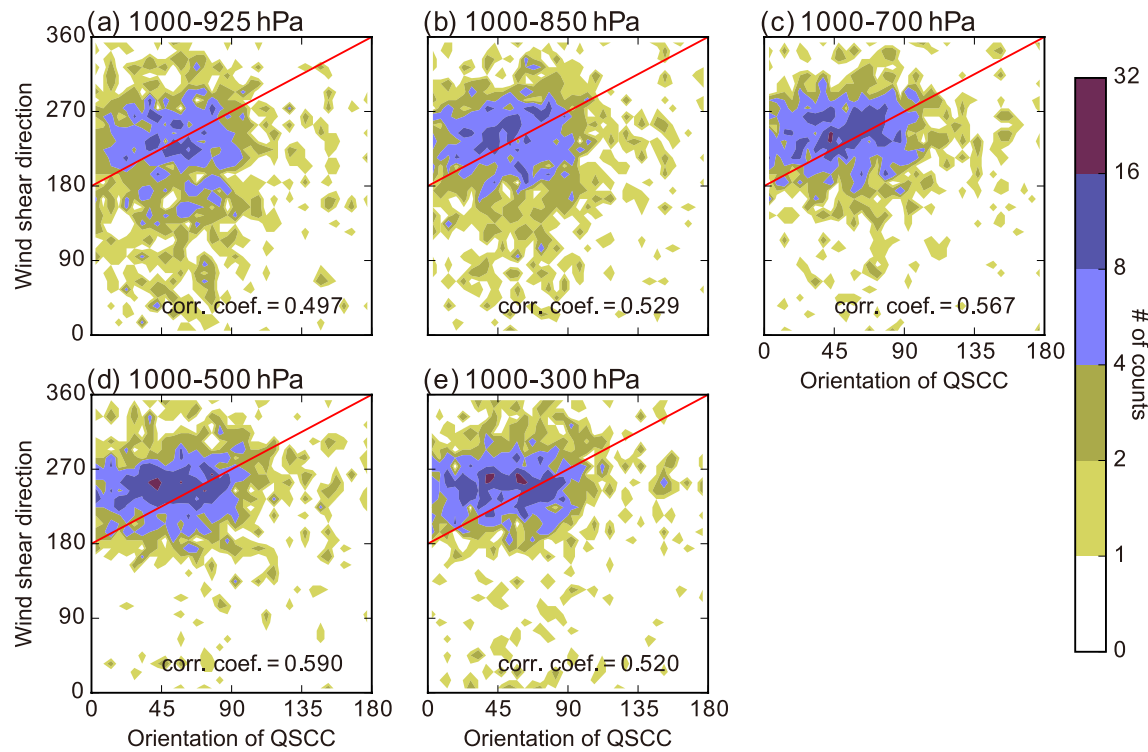 (a) 1000-925 hPa
(b) 1000-850 hPa
(c) 1000-700 hPa
360
270
180
90
0
Wind shear direction
corr. coef. = 0.497
corr. coef. = 0.529
corr. coef. = 0.567
0 45 90 135 180
Orientation of QSCC
32
16
8
4
2
1
0
# of counts
(d) 1000-500 hPa
(e) 1000-300 hPa
360
270
180
90
0
Wind shear direction
corr. coef. = 0.590
corr. coef. = 0.520
0 45 90 135 180
0 45 90 135 180
Orientation of QSCC
Orientation of QSCC